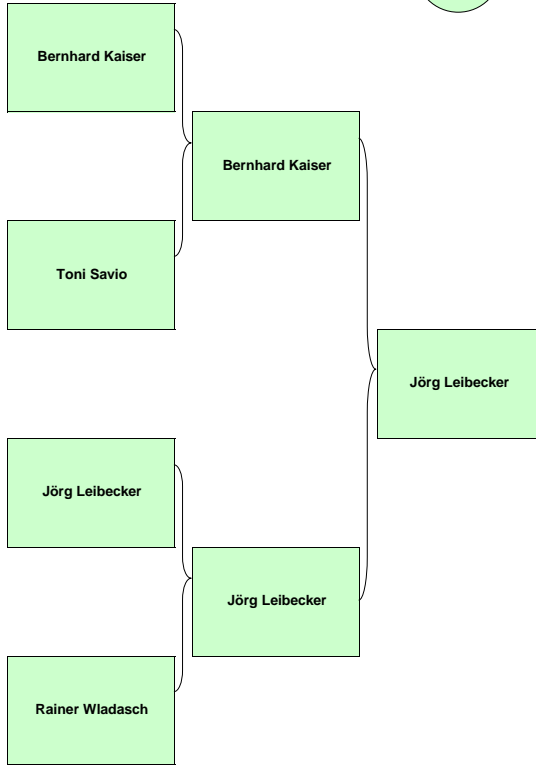 Bernhard Kaiser
Bernhard Kaiser
Toni Savio
Jörg Leibecker
Jörg Leibecker
Jörg Leibecker
Rainer Wladasch